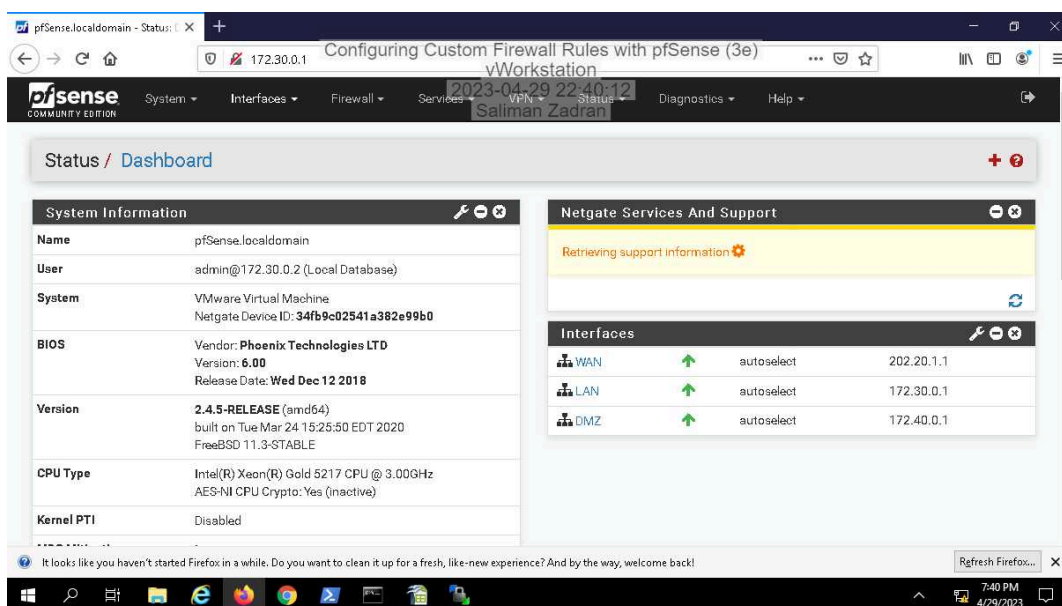 pfSense.localdomain - Status: D
172.30.0.1
Configuring Custom Firewall Rules with pfSense (3e)
vWorkstation
2023-04-29 22:40:12
Saliman Zadran
pfsense
COMMUNITY EDITION
System
Interfaces
Firewall
Services
VPN
Status
Diagnostics
Help
Status / Dashboard
System Information
Name pfSense.localdomain
User admin@172.30.0.2 (Local Database)
System VMware Virtual Machine
Netgate Device ID: 34fb9c02541a382e99b0
BIOS Vendor: Phoenix Technologies LTD
Version: 6.00
Release Date: Wed Dec 12 2018
Version 2.4.5-RELEASE (amd64)
built on Tue Mar 24 15:25:50 EDT 2020
FreeBSD 11.3-STABLE
CPU Type Intel(R) Xeon(R) Gold 5217 CPU @ 3.00GHz
AES-NI CPU Crypto: Yes (inactive)
Kernel PTI Disabled
Netgate Services And Support
Retrieving support information
Interfaces
WAN autoselect 202.20.1.1
LAN autoselect 172.30.0.1
DMZ autoselect 172.40.0.1
It looks like you haven't started Firefox in a while. Do you want to clean it up for a fresh, like-new experience? And by the way, welcome back!
Refresh Firefox...
7:40 PM
4/29/2023